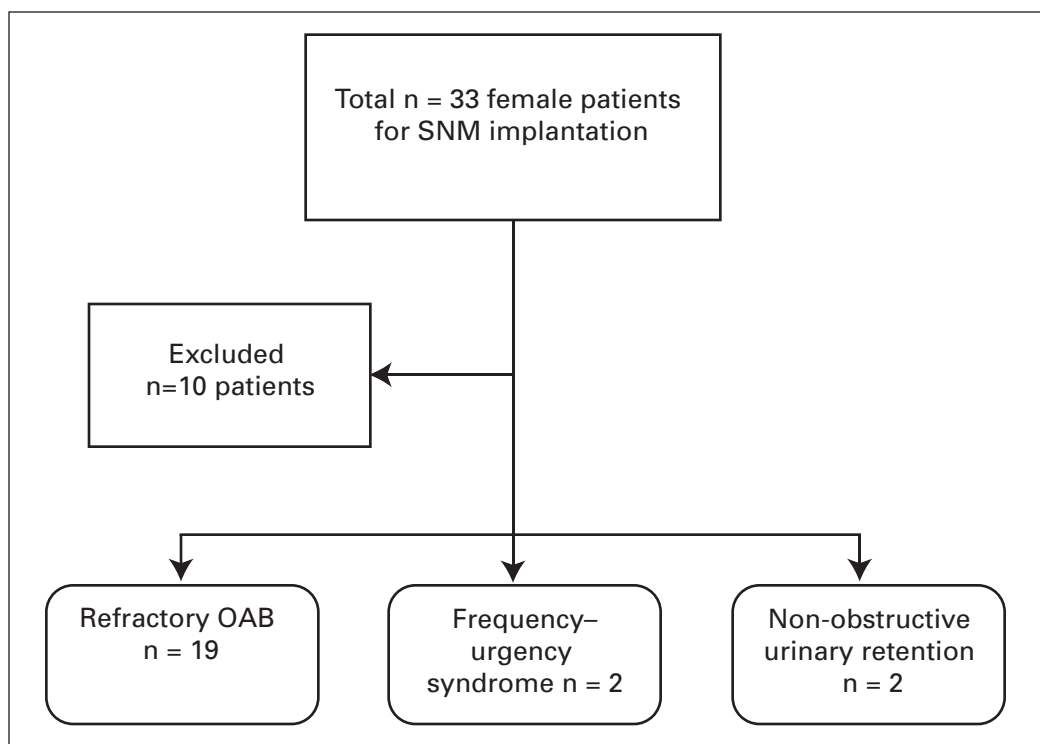 Total n = 33 female patients
for SNM implantation
Excluded
n=10 patients
Refractory OAB
n = 19
Frequency–
urgency
syndrome n = 2
Non-obstructive
urinary retention
n = 2